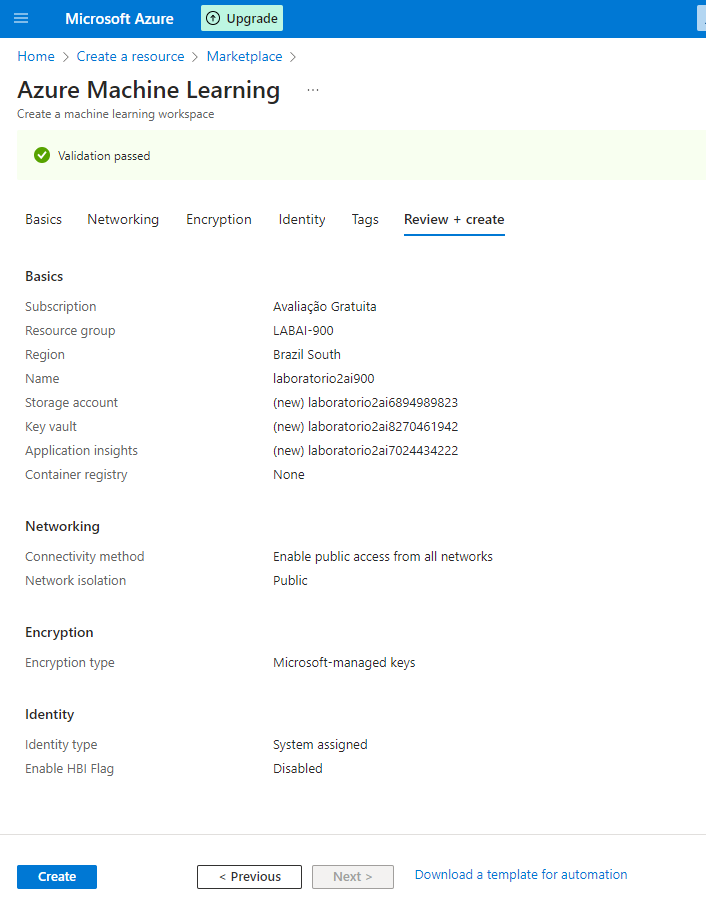 Microsoft Azure Upgrade
Home > Create a resource > Marketplace >
Azure Machine Learning ...
Create a machine learning workspace
Validation passed
Basics Networking Encryption Identity Tags Review + create
Basics
Subscription Avaliação Gratuita
Resource group LABAI-900
Region Brazil South
Name laboratorio2ai900
Storage account (new) laboratorio2ai6894989823
Key vault (new) laboratorio2ai8270461942
Application insights (new) laboratorio2ai7024434222
Container registry None
Networking
Connectivity method Enable public access from all networks
Network isolation Public
Encryption
Encryption type Microsoft-managed keys
Identity
Identity type System assigned
Enable HBI Flag Disabled
Create < Previous Next > Download a template for automation